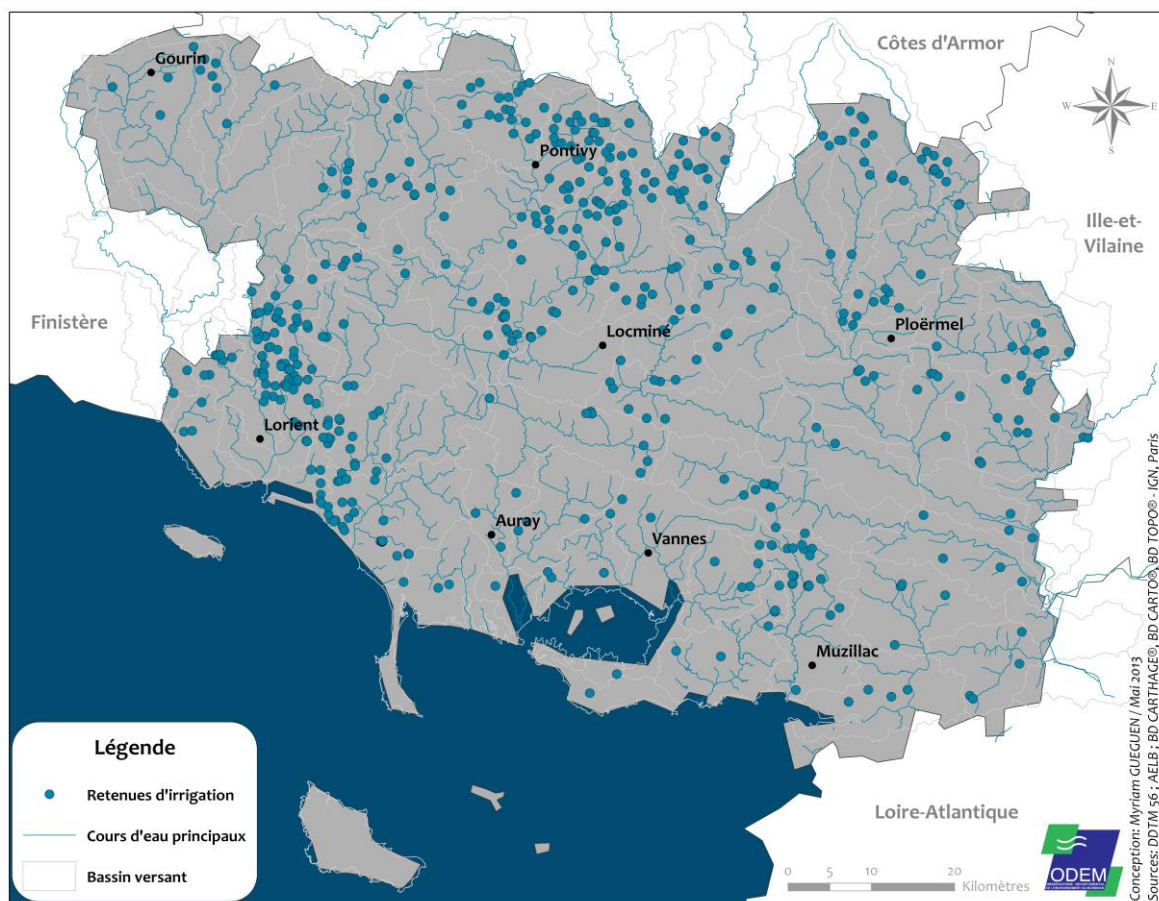 Gourin
Côtes d'Armor
N
W
E
S
Pontivy
Ille-et-
Vilaine
Finistère
Locminé
Ploërmel
Lorient
Auray
Vannes
Muzillac
Légende
Retenues d'irrigation
Cours d'eau principaux
Bassin versant
Loire-Atlantique
0
5
10
20
Kilomètres
ODEM
Conception: Myriam GUEGUEN / Mai 2013
Sources: DDTM 56 ; AELB ; BD CARTHAGE®, BD CARTO®, BD TOPO® - IGN, Paris